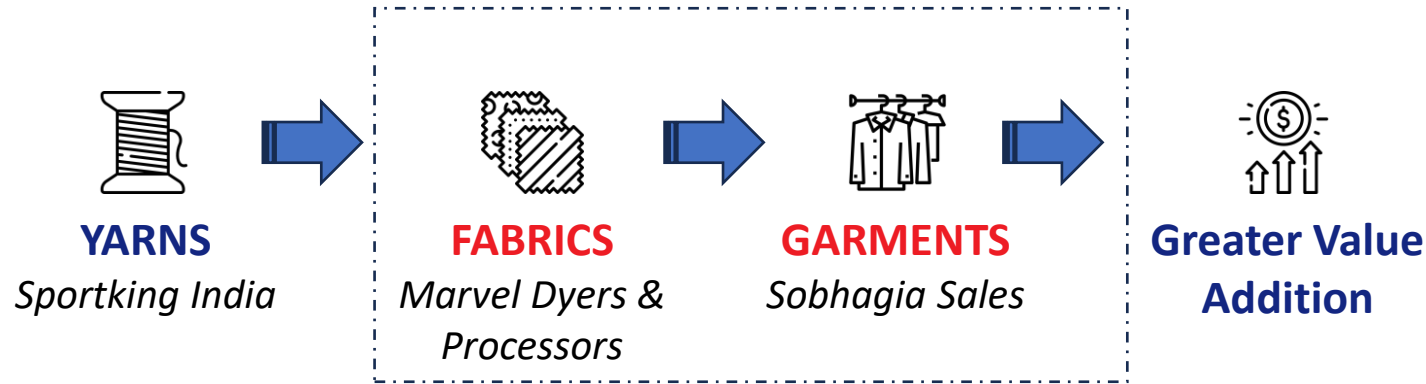 YARNS
Sportking India
FABRICS
Marvel Dyers &
Processors
GARMENTS
Sobhagia Sales
$
Greater Value
Addition